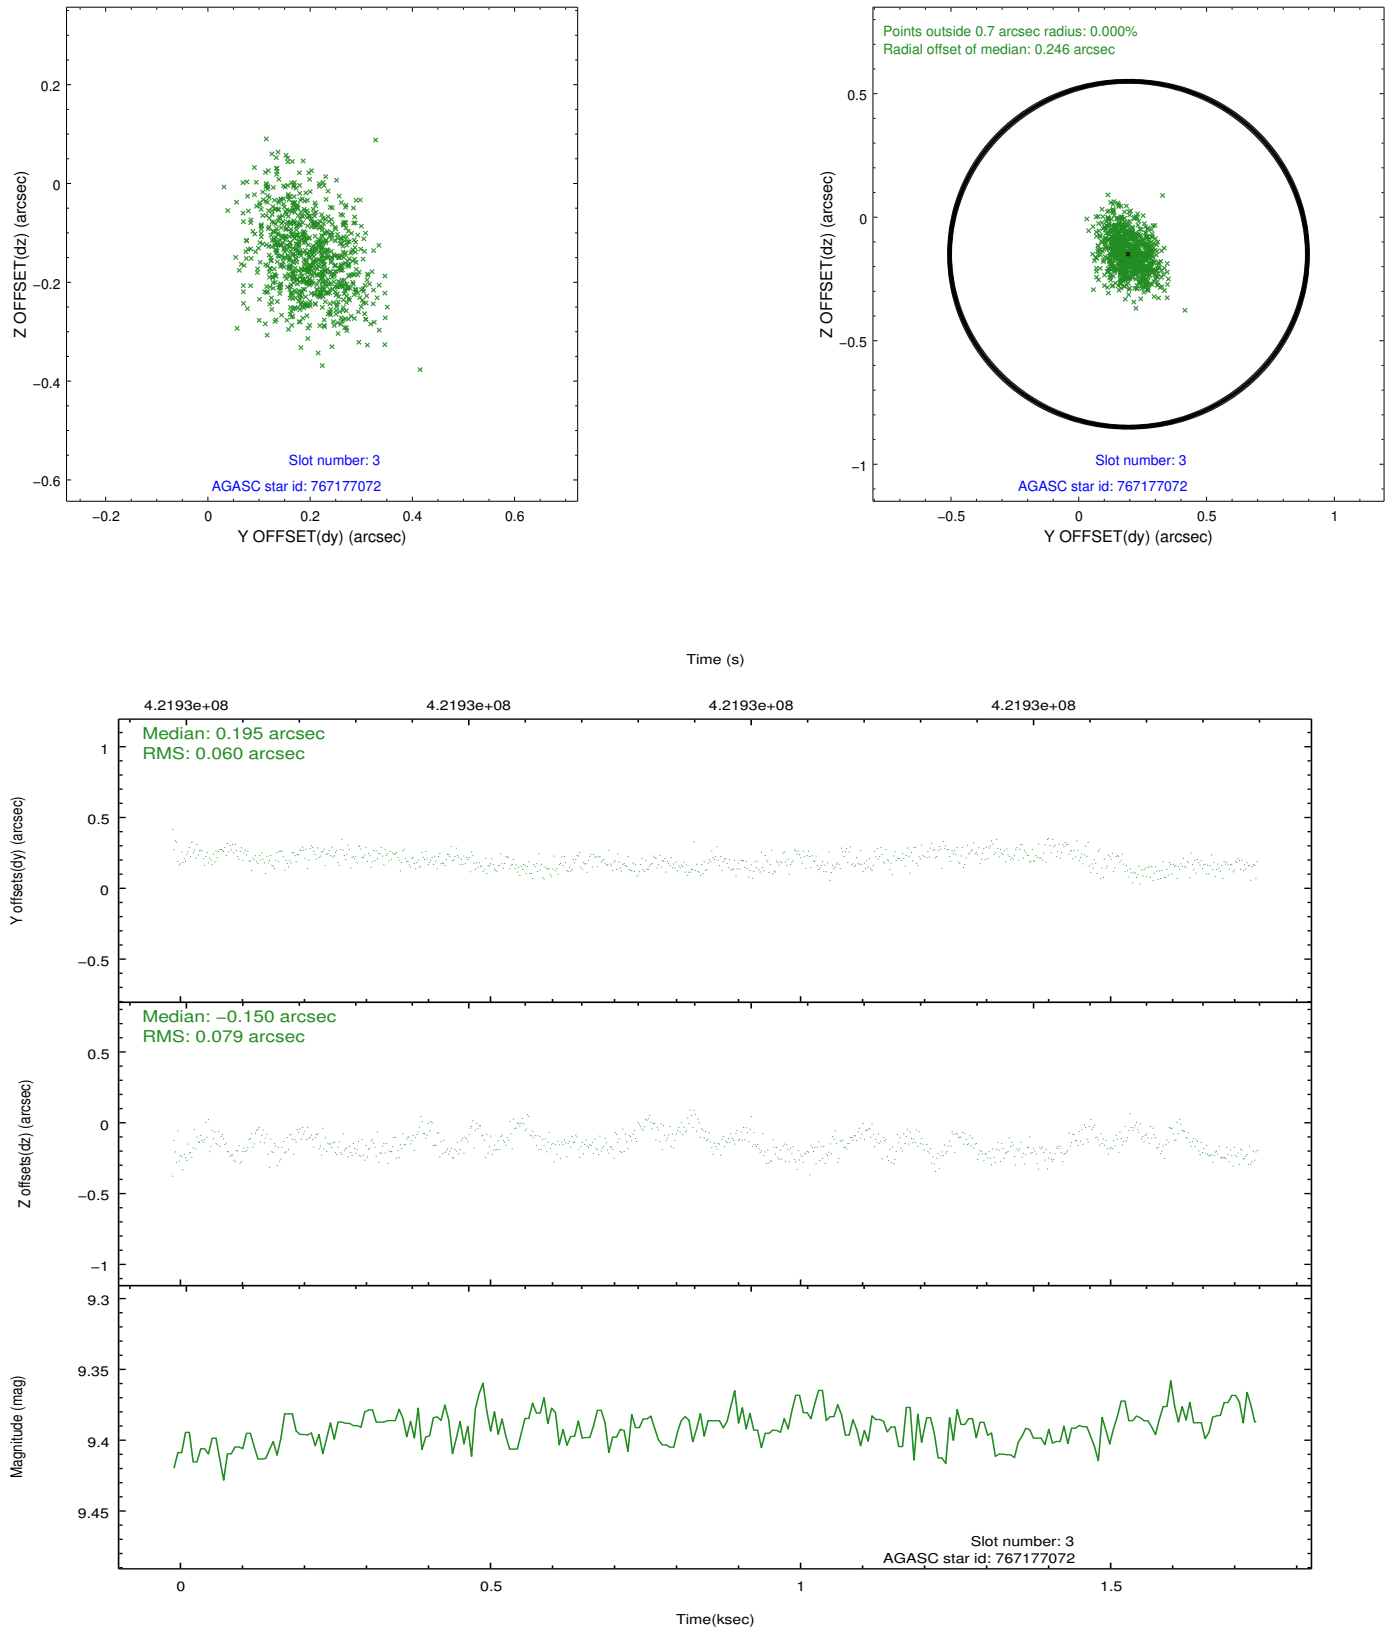 0.2
0
−0.2
−0.4
−0.6
Z OFFSET(dz) (arcsec)
Slot number: 3
AGASC star id: 767177072
−0.2
0
0.2
0.4
0.6
Y OFFSET(dy) (arcsec)
Points outside 0.7 arcsec radius: 0.000%
Radial offset of median: 0.246 arcsec
0.5
0
−0.5
−1
Z OFFSET(dz) (arcsec)
Slot number: 3
AGASC star id: 767177072
−0.5
0
0.5
1
Y OFFSET(dy) (arcsec)
Time (s)
4.2193e+08
4.2193e+08
4.2193e+08
4.2193e+08
Median: 0.195 arcsec
RMS: 0.060 arcsec
1
0.5
0
−0.5
Y offsets(dy) (arcsec)
Median: −0.150 arcsec
RMS: 0.079 arcsec
0.5
0
−0.5
−1
Z offsets(dz) (arcsec)
9.3
9.35
9.4
9.45
Magnitude (mag)
Slot number: 3
AGASC star id: 767177072
0
0.5
1
1.5
Time(ksec)